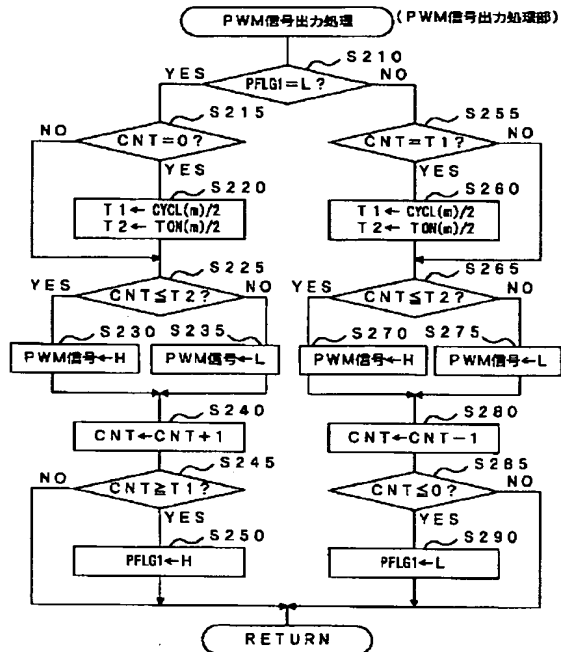 PWM信号出力処理
(PWM信号出力処理部)
S210
YES
PFLG1=L?
NO
S215
NO
CNT=0?
YES
S220
T1←CYCL(m)/2
T2←TON(m)/2
S225
YES
CNT≦T2?
NO
S230
PWM信号←H
S235
PWM信号←L
S240
CNT←CNT+1
S245
NO
CNT≧T1?
YES
S250
PFLG1←H
S255
CNT=T1?
NO
YES
S260
T1←CYCL(m)/2
T2←TON(m)/2
S265
YES
CNT≦T2?
NO
S270
PWM信号←H
S275
PWM信号←L
S280
CNT←CNT-1
S285
CNT≦0?
NO
YES
S290
PFLG1←L
RETURN